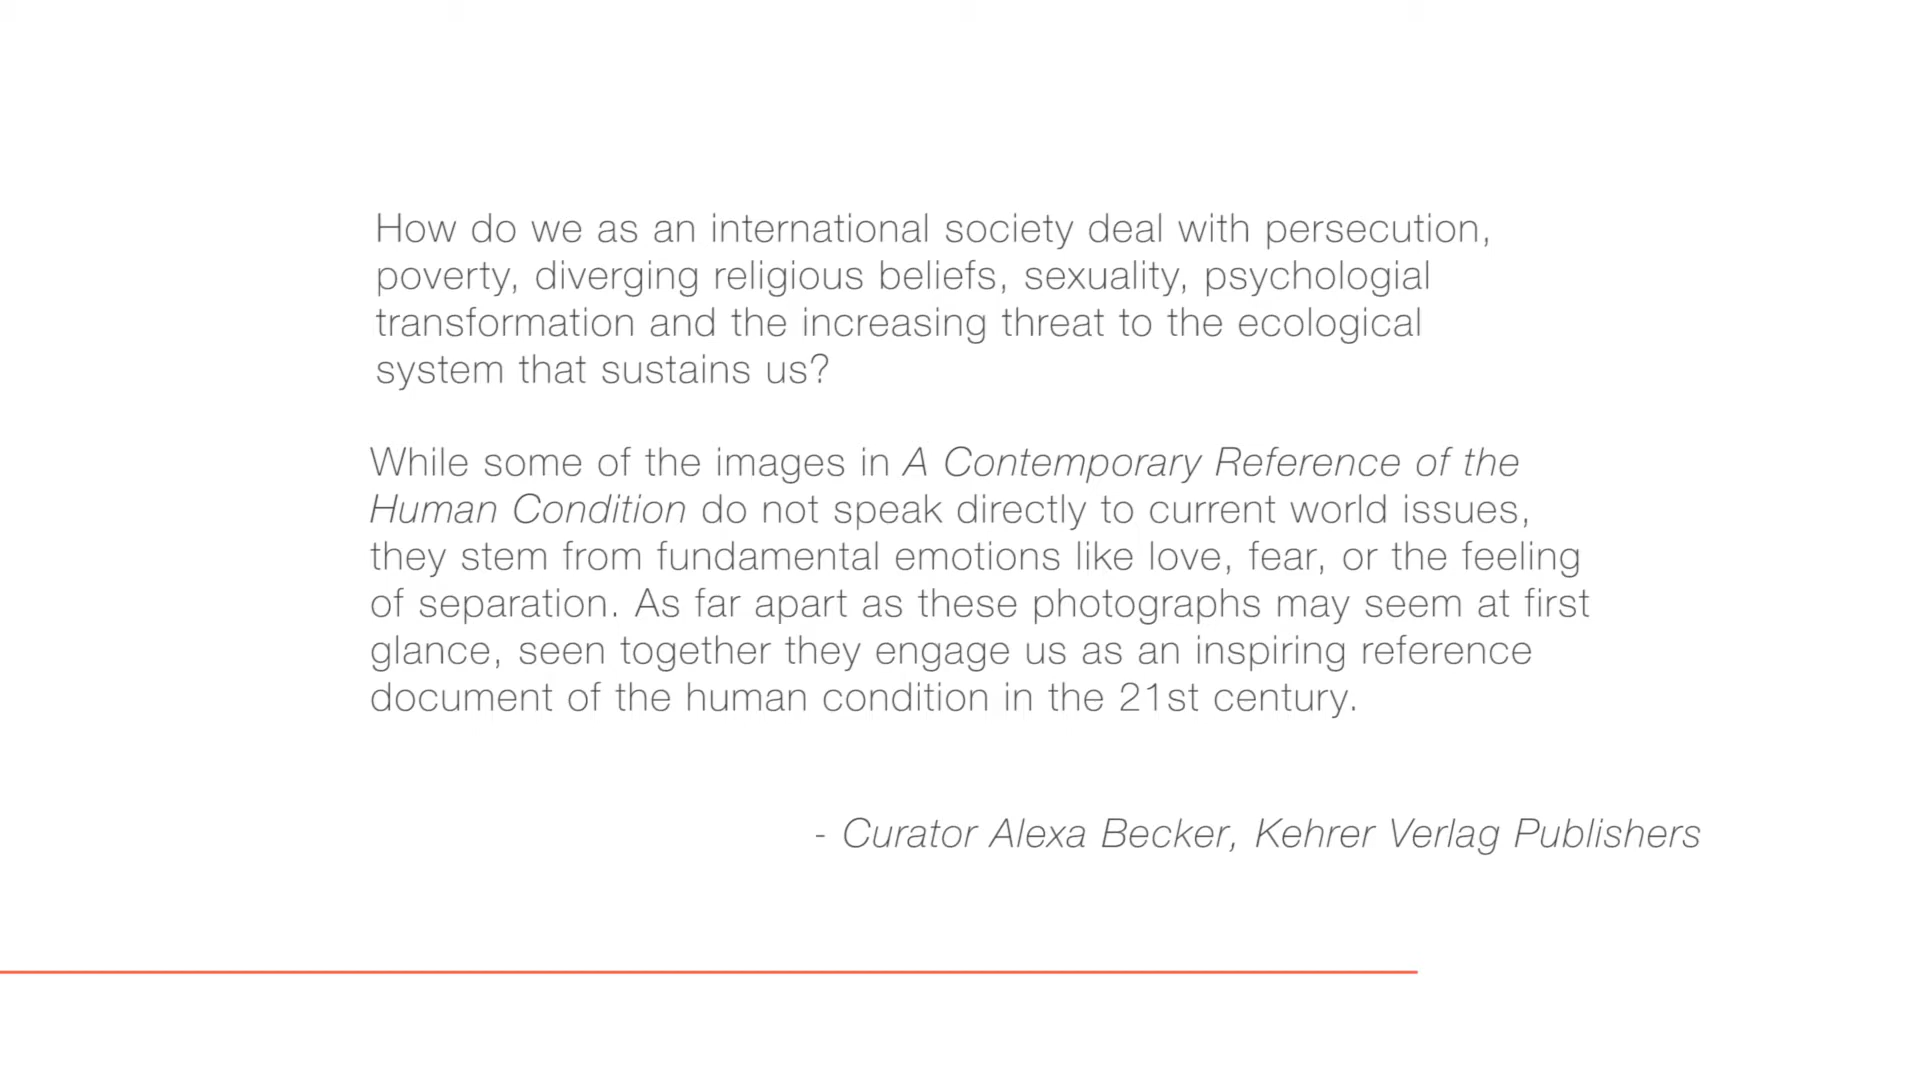 How do we as an international society deal with persecution,
poverty, diverging religious beliefs, sexuality, psychologial
transformation and the increasing threat to the ecological
system that sustains us?
While some of the images in A Contemporary Reference of the
Human Condition do not speak directly to current world issues,
they stem from fundamental emotions like love, fear, or the feeling
of separation. As far apart as these photographs may seem at first
glance, seen together they engage us as an inspiring reference
document of the human condition in the 21st century.
- Curator Alexa Becker, Kehrer Verlag Publishers